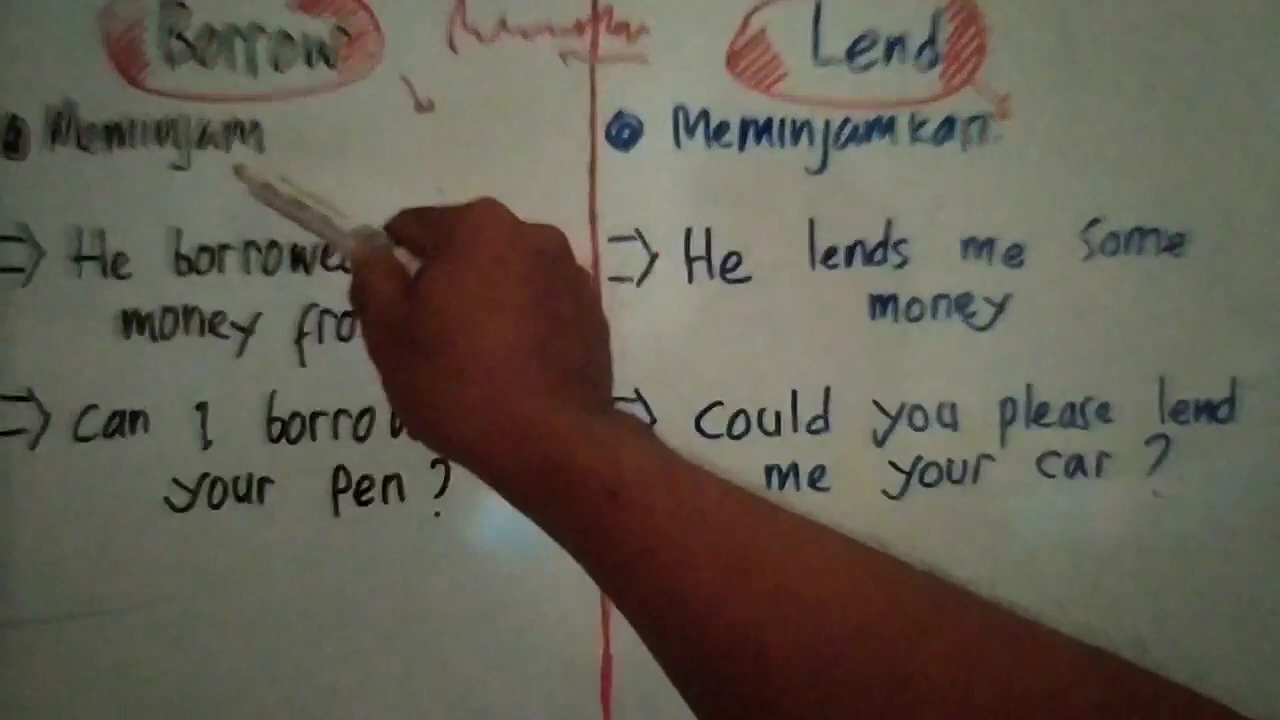 Borrow
Meminjam
He borrowe
money fro
can I borro
your pen?
Lend
Meminjamkan
He lends me some
money
could you please lend
me your car?